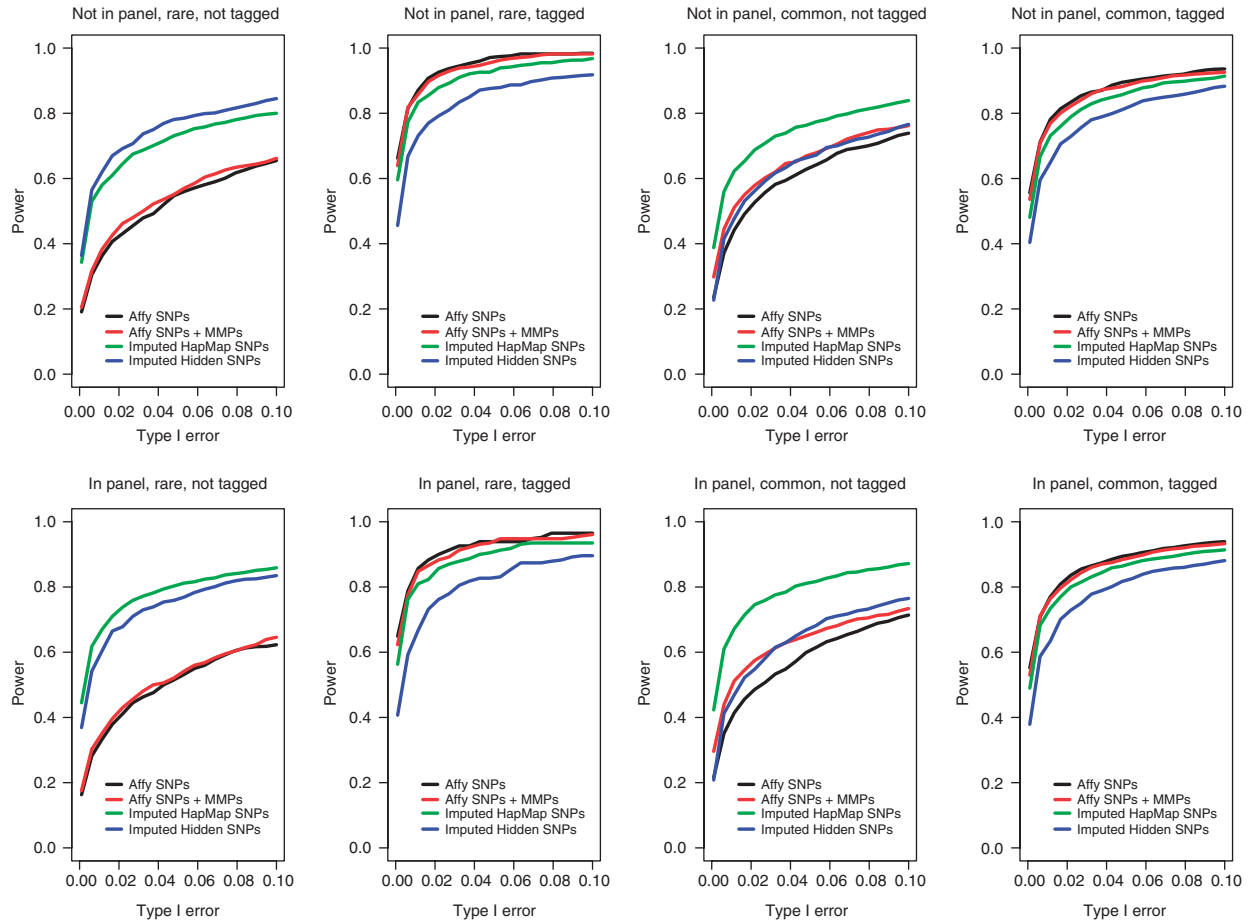 Not in panel, rare, not tagged
Not in panel, rare, tagged
Not in panel, common, not tagged
Not in panel, common, tagged
1.0
0.8
0.6
0.4
0.2
0.0
Power
Affy SNPs
Affy SNPs + MMPs
Imputed HapMap SNPs
Imputed Hidden SNPs
0.00 0.02 0.04 0.06 0.08 0.10
Type I error
1.0
0.8
0.6
0.4
0.2
0.0
Power
Affy SNPs
Affy SNPs + MMPs
Imputed HapMap SNPs
Imputed Hidden SNPs
0.00 0.02 0.04 0.06 0.08 0.10
Type I error
1.0
0.8
0.6
0.4
0.2
0.0
Power
Affy SNPs
Affy SNPs + MMPs
Imputed HapMap SNPs
Imputed Hidden SNPs
0.00 0.02 0.04 0.06 0.08 0.10
Type I error
1.0
0.8
0.6
0.4
0.2
0.0
Power
Affy SNPs
Affy SNPs + MMPs
Imputed HapMap SNPs
Imputed Hidden SNPs
0.00 0.02 0.04 0.06 0.08 0.10
Type I error
In panel, rare, not tagged
In panel, rare, tagged
In panel, common, not tagged
In panel, common, tagged
1.0
0.8
0.6
0.4
0.2
0.0
Power
Affy SNPs
Affy SNPs + MMPs
Imputed HapMap SNPs
Imputed Hidden SNPs
0.00 0.02 0.04 0.06 0.08 0.10
Type I error
1.0
0.8
0.6
0.4
0.2
0.0
Power
Affy SNPs
Affy SNPs + MMPs
Imputed HapMap SNPs
Imputed Hidden SNPs
0.00 0.02 0.04 0.06 0.08 0.10
Type I error
1.0
0.8
0.6
0.4
0.2
0.0
Power
Affy SNPs
Affy SNPs + MMPs
Imputed HapMap SNPs
Imputed Hidden SNPs
0.00 0.02 0.04 0.06 0.08 0.10
Type I error
1.0
0.8
0.6
0.4
0.2
0.0
Power
Affy SNPs
Affy SNPs + MMPs
Imputed HapMap SNPs
Imputed Hidden SNPs
0.00 0.02 0.04 0.06 0.08 0.10
Type I error